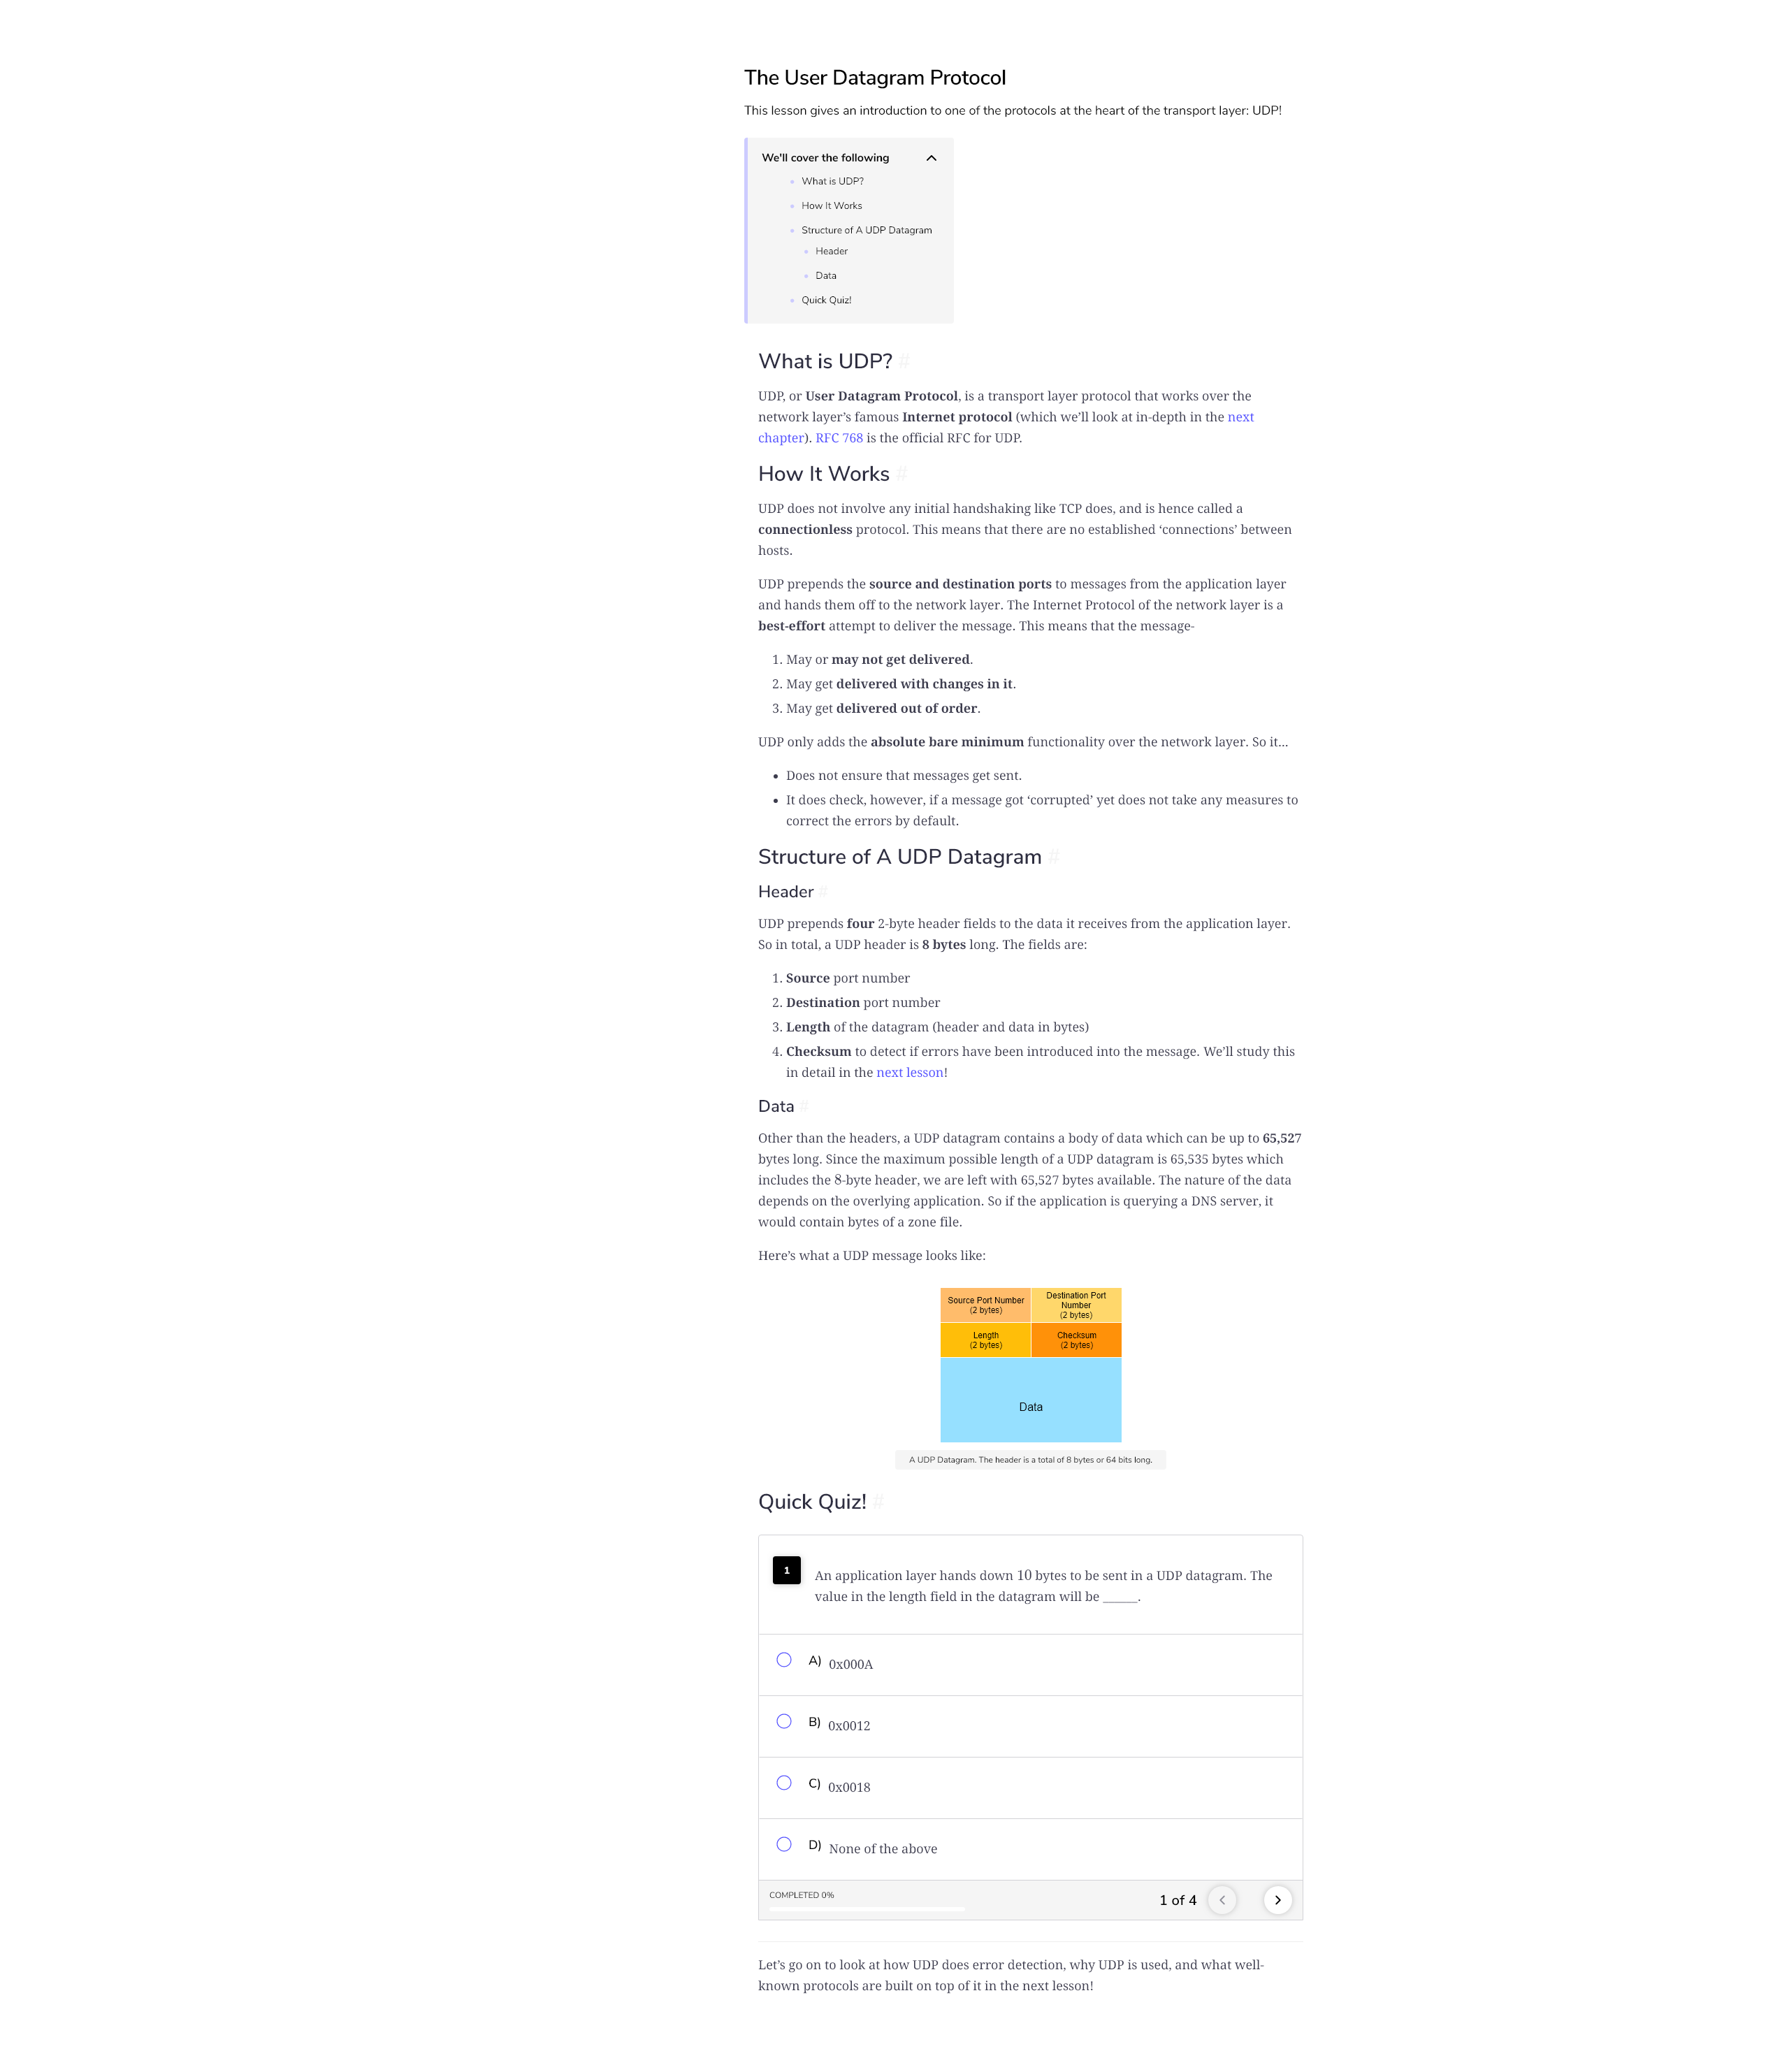 The User Datagram Protocol
This lesson gives an introduction to one of the protocols at the heart of the transport layer: UDP!
We'll cover the following
What is UDP?
How It Works
Structure of A UDP Datagram
Header
Data
Quick Quiz!
What is UDP? #
UDP, or User Datagram Protocol, is a transport layer protocol that works over the
network layer’s famous Internet protocol (which we’ll look at in-depth in the next
chapter). RFC 768 is the official RFC for UDP.
How It Works #
UDP does not involve any initial handshaking like TCP does, and is hence called a
connectionless protocol. This means that there are no established ‘connections’ between
hosts.
UDP prepends the source and destination ports to messages from the application layer
and hands them off to the network layer. The Internet Protocol of the network layer is a
best-effort attempt to deliver the message. This means that the message-
1. May or may not get delivered.
2. May get delivered with changes in it.
3. May get delivered out of order.
UDP only adds the absolute bare minimum functionality over the network layer. So it…
• Does not ensure that messages get sent.
• It does check, however, if a message got ‘corrupted’ yet does not take any measures to
correct the errors by default.
Structure of A UDP Datagram #
Header #
UDP prepends four 2-byte header fields to the data it receives from the application layer.
So in total, a UDP header is 8 bytes long. The fields are:
1. Source port number
2. Destination port number
3. Length of the datagram (header and data in bytes)
4. Checksum to detect if errors have been introduced into the message. We’ll study this
in detail in the next lesson!
Data #
Other than the headers, a UDP datagram contains a body of data which can be up to 65,527
bytes long. Since the maximum possible length of a UDP datagram is 65,535 bytes which
includes the 8-byte header, we are left with 65,527 bytes available. The nature of the data
depends on the overlying application. So if the application is querying a DNS server, it
would contain bytes of a zone file.
Here’s what a UDP message looks like:
Source Port Number
(2 bytes)
Destination Port
Number
(2 bytes)
Length
(2 bytes)
Checksum
(2 bytes)
Data
A UDP Datagram. The header is a total of 8 bytes or 64 bits long.
Quick Quiz! #
1
An application layer hands down 10 bytes to be sent in a UDP datagram. The
value in the length field in the datagram will be _____.
A) 0x000A
B) 0x0012
C) 0x0018
D) None of the above
COMPLETED 0%
1 of 4
Let’s go on to look at how UDP does error detection, why UDP is used, and what well-
known protocols are built on top of it in the next lesson!